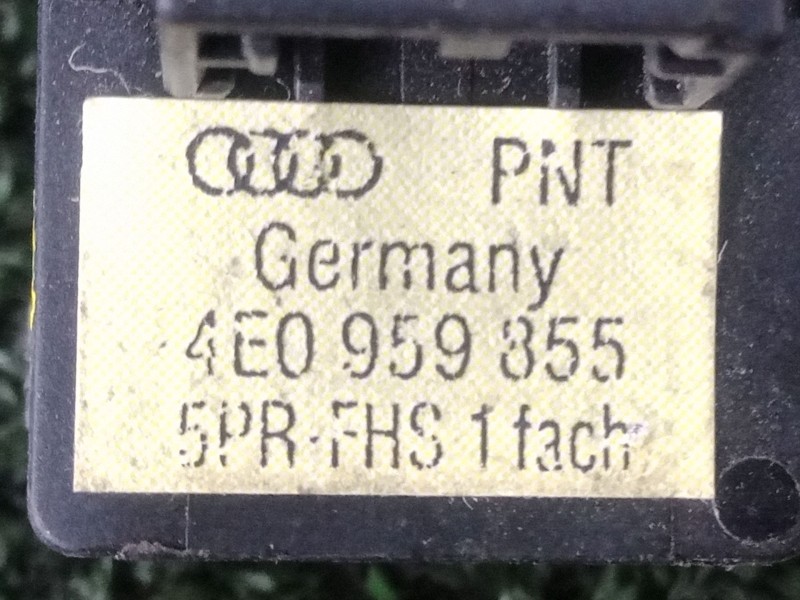 PNT
Germany
4E0 959 855
5PR-FHS 1fach